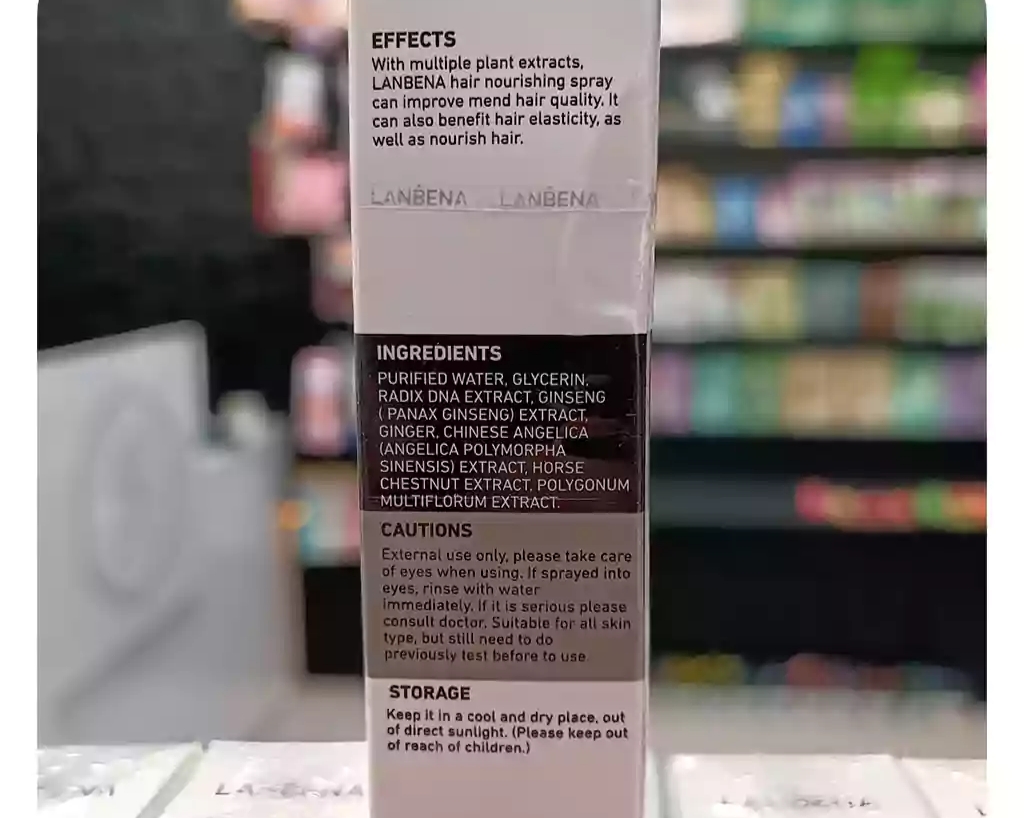 EFFECTS
With multiple plant extracts,
LANBENA hair nourishing spray
can improve mend hair quality. It
can also benefit hair elasticity, as
well as nourish hair.
LANBENA LANBENA
INGREDIENTS
PURIFIED WATER, GLYCERIN.
RADIX DNA EXTRACT, GINSENG
( PANAX GINSENG) EXTRACT,
GINGER, CHINESE ANGELICA
(ANGELICA POLYMORPHA
SINENSIS) EXTRACT, HORSE
CHESTNUT EXTRACT, POLYGONUM
MULTIFLORUM EXTRACT.
CAUTIONS
External use only, please take care
of eyes when using. If sprayed into
eyes, rinse with water
immediately. If it is serious please
consult doctor. Suitable for all skin
type, but still need to do
previously test before to use.
STORAGE
Keep it in a cool and dry place, out
of direct sunlight. (Please keep out
of reach of children.)
LANBENA